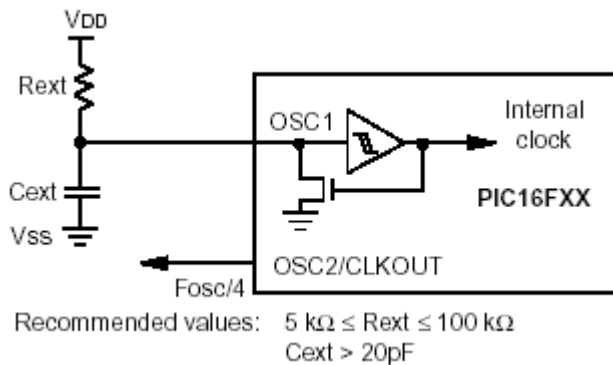 VDD
Rext
OSC1
Internal
clock
Cext
PIC16FXX
VSS
OSC2/CLKOUT
Fosc/4
Recommended values: 5 kΩ ≤ Rext ≤ 100 kΩ
Cext > 20pF